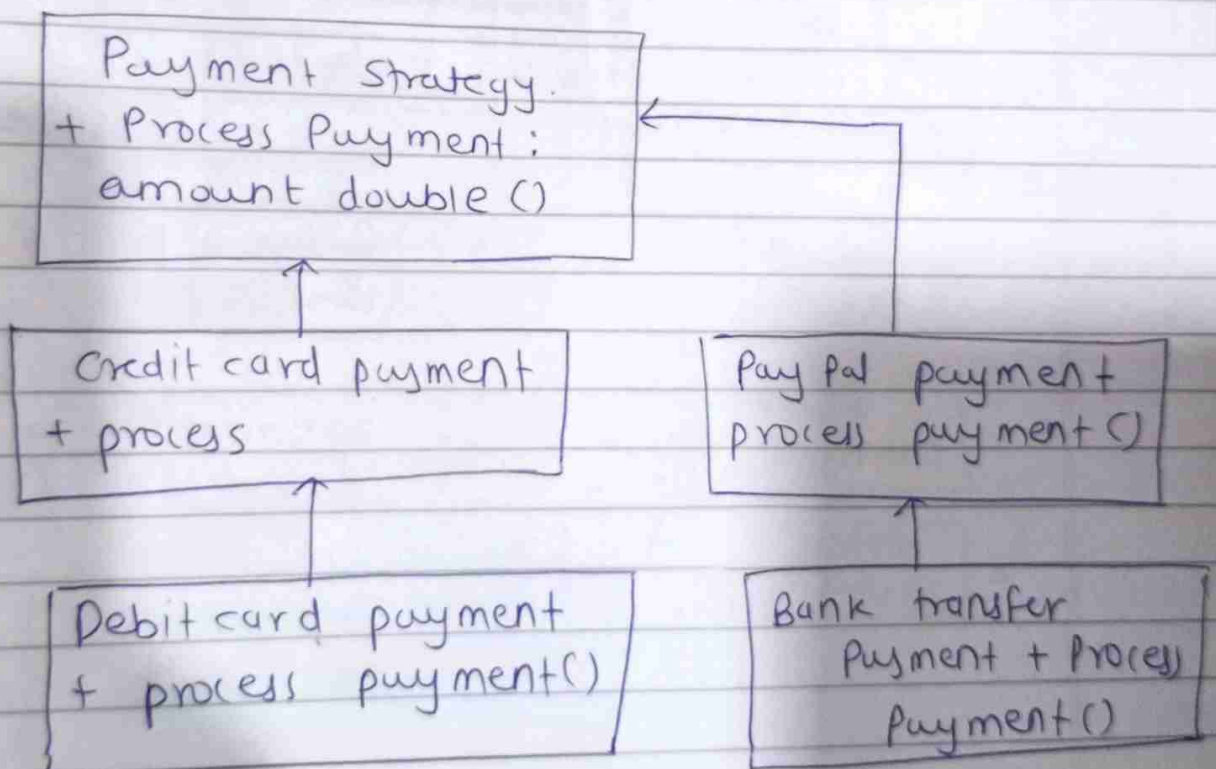 Payment Strategy.
+ Process Payment :
amount double ()
Credit card payment
+ process
Pay Pal payment
process payment ()
Debit card payment
+ process payment()
Bank transfer
Payment + Process
Payment ()